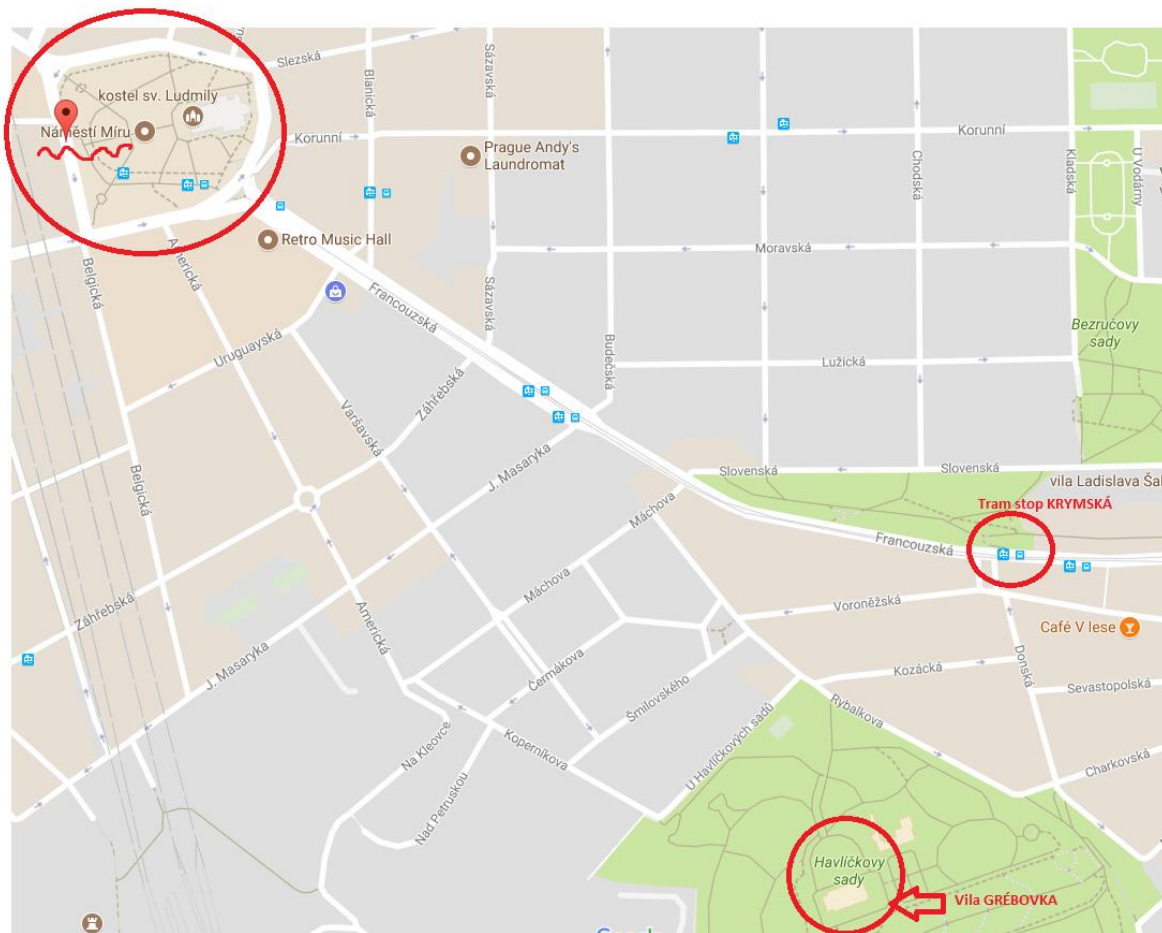 Slezská
Blanická
Sázavská
kostel sv. Ludmily
Náměstí Míru
Korunní
Korunní
Prague Andy's
Laundromat
Chodská
Kladská
U Vodárny
Retro Music Hall
Americká
Belgická
Moravská
Sázavská
Francouzská
Budečská
Bezručovy
sady
Uruguayská
Záhřebská
Lužická
Varšavská
Belgická
J. Masaryka
Slovenská
Slovenská
vila Ladislava Šal
Tram stop KRYMSKÁ
Máchova
Francouzská
Máchova
Voroněžská
Café V lese
Záhřebská
Americká
J. Masaryka
Čermákova
Donská
Kozácká
Sevastopolská
Šmilovského
Rybalkova
U Havlíčkových sadů
Na Kleovce
Koperníkova
Charkovská
Nad Petruskou
Havlíčkovy
sady
Vila GRÉBOVKA